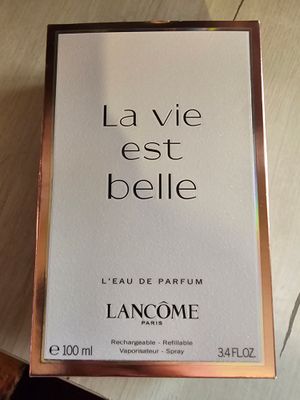 La vie
est
belle
L'EAU DE PARFUM
LANCÔME
PARIS
Rechargeable - Refillable
Vaporisateur - Spray
e 100 ml
3.4 FL.OZ.